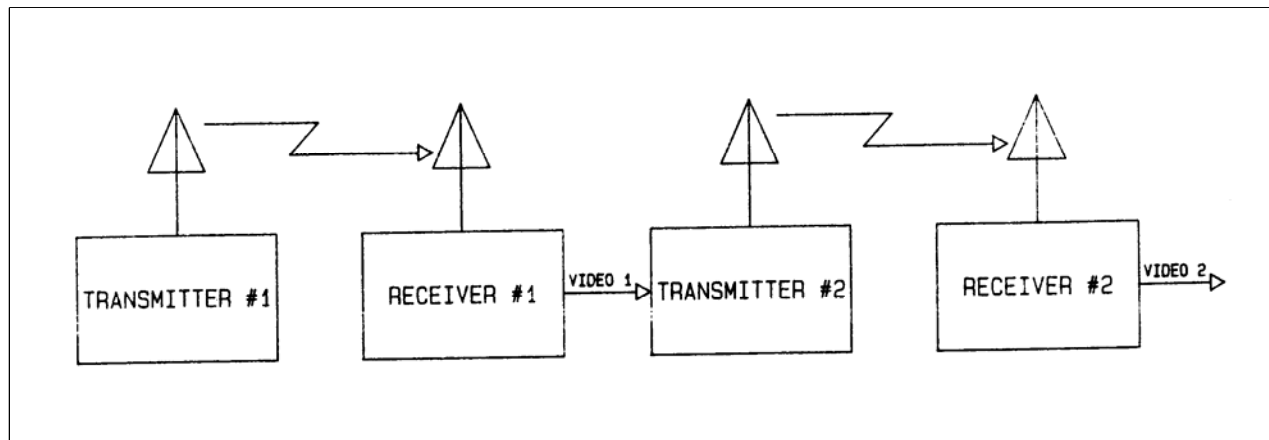 TRANSMITTER #1
RECEIVER #1
VIDEO 1
TRANSMITTER #2
RECEIVER #2
VIDEO 2